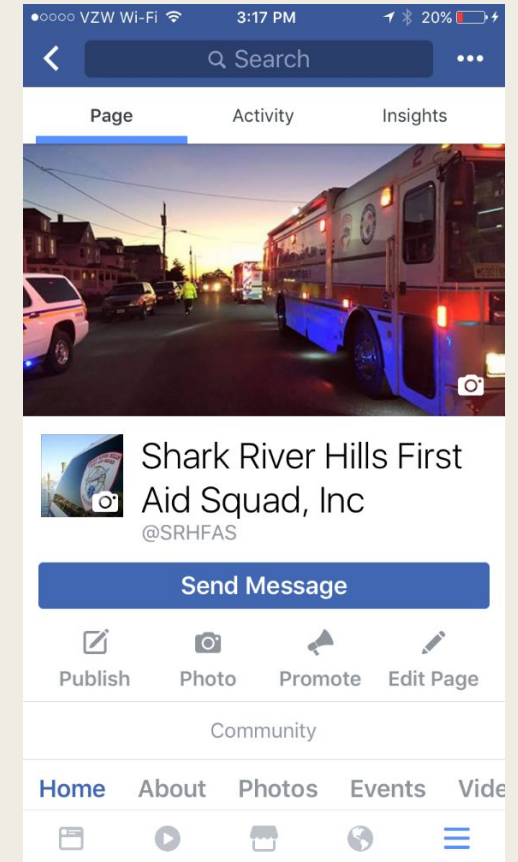 VZW Wi-Fi 3:17 PM 20%
Search
Page Activity Insights
2
Shark River Hills First
Aid Squad, Inc
@SRHFAS
Send Message
Publish Photo Promote Edit Page
Community
Home About Photos Events Vide